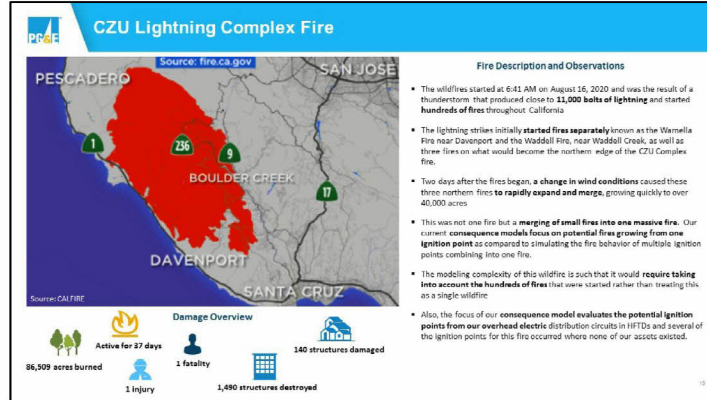 PG&E
CZU Lightning Complex Fire
Source: fire.ca.gov
PESCADERO
SAN JOSE
1
236
9
BOULDER CREEK
17
DAVENPORT
SANTA CRUZ
Source: CALFIRE
Damage Overview
86,509 acres burned
Active for 37 days
1 injury
1 fatality
1,490 structures destroyed
140 structures damaged
Fire Description and Observations
▪ The wildfires started at 6:41 AM on August 16, 2020 and was the result of a
thunderstorm that produced close to 11,000 bolts of lightning and started
hundreds of fires throughout California
▪ The lightning strikes initially started fires separately known as the Warnella
Fire near Davenport and the Waddell Fire, near Waddell Creek, as well as
three fires on what would become the northern edge of the CZU Complex
fire.
▪ Two days after the fires began, a change in wind conditions caused these
three northern fires to rapidly expand and merge, growing quickly to over
40,000 acres
▪ This was not one fire but a merging of small fires into one massive fire. Our
current consequence models focus on potential fires growing from one
ignition point as compared to simulating the fire behavior of multiple ignition
points combining into one fire.
▪ The modeling complexity of this wildfire is such that it would require taking
into account the hundreds of fires that were started rather than treating this
as a single wildfire
▪ Also, the focus of our consequence model evaluates the potential ignition
points from our overhead electric distribution circuits in HFTDs and several of
the ignition points for this fire occurred where none of our assets existed.